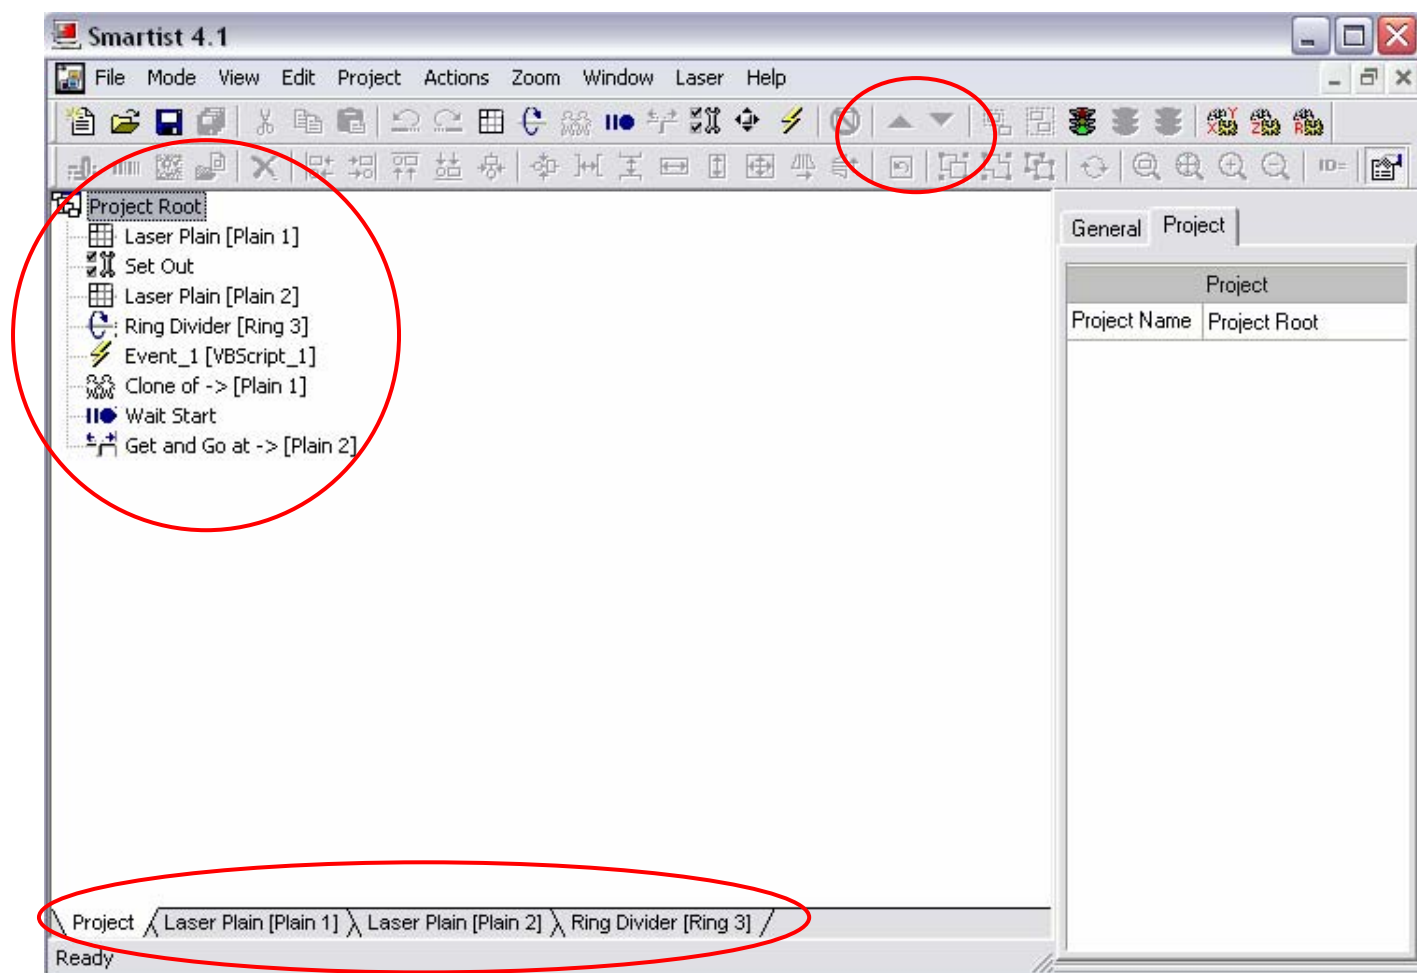 Smartist 4.1
File Mode View Edit Project Actions Zoom Window Laser Help
ID=
Project Root
Laser Plain [Plain 1]
Set Out
Laser Plain [Plain 2]
Ring Divider [Ring 3]
Event_1 [VBScript_1]
Clone of -> [Plain 1]
Wait Start
Get and Go at -> [Plain 2]
General Project
Project
Project Name Project Root
Project Laser Plain [Plain 1] Laser Plain [Plain 2] Ring Divider [Ring 3]
Ready